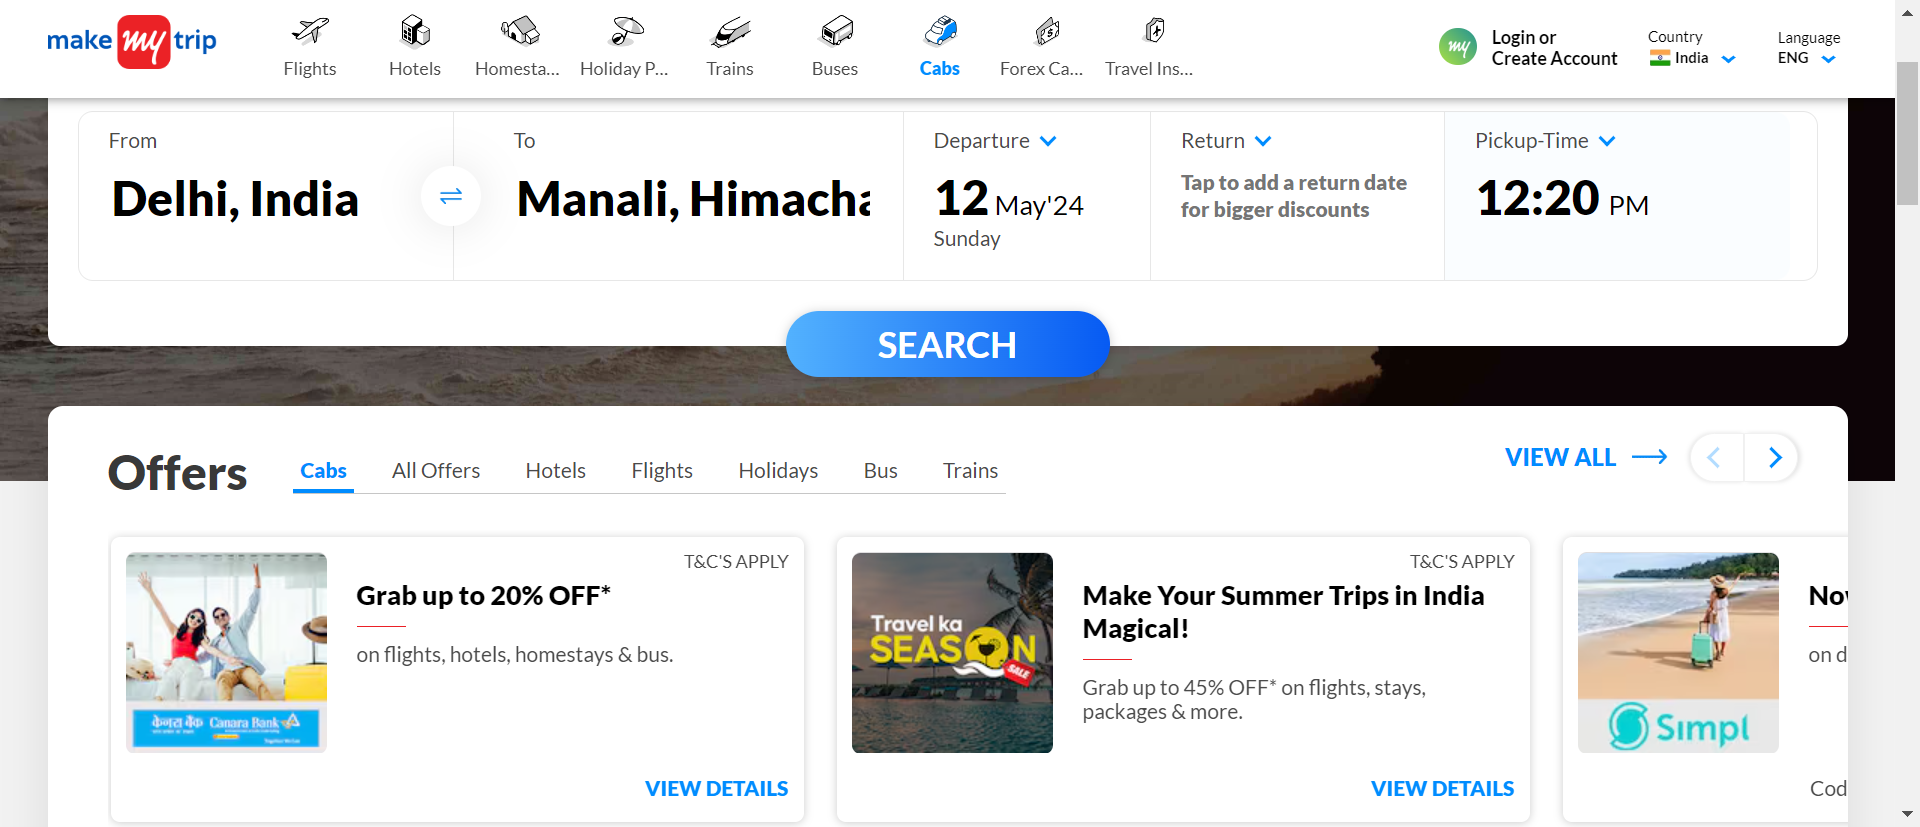 make my trip
Flights
Hotels
Homesta...
Holiday P...
Trains
Buses
Cabs
Forex Ca...
Travel Ins...
my
Login or
Create Account
Country
India
Language
ENG
From
Delhi, India
To
Manali, Himacha
Departure
12 May'24
Sunday
Return
Tap to add a return date
for bigger discounts
Pickup-Time
12:20 PM
SEARCH
Offers
Cabs
All Offers
Hotels
Flights
Holidays
Bus
Trains
VIEW ALL
T&C'S APPLY
Grab up to 20% OFF*
on flights, hotels, homestays & bus.
केनरा बैंक Canara Bank
VIEW DETAILS
Travel ka
SEASON
SALE
T&C'S APPLY
Make Your Summer Trips in India
Magical!
Grab up to 45% OFF* on flights, stays,
packages & more.
VIEW DETAILS
Simpl
No
on d
Cod